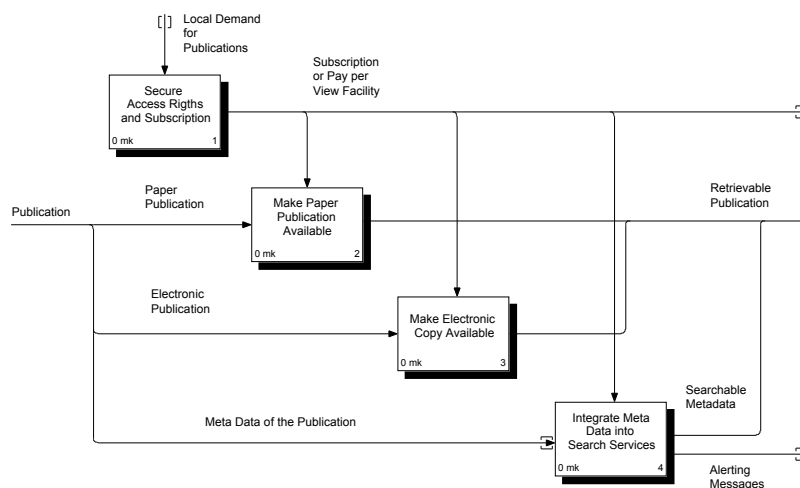 Local Demand
for
Publications
Subscription
or Pay per
View Facility
Secure
Access Rigths
and Subscription
0 mk 1
Paper
Publication
Publication
Make Paper
Publication
Available
0 mk 2
Retrievable
Publication
Electronic
Publication
Make Electronic
Copy Available
0 mk 3
Meta Data of the Publication
Integrate Meta
Data into
Search Services
0 mk 4
Searchable
Metadata
Alerting
Messages